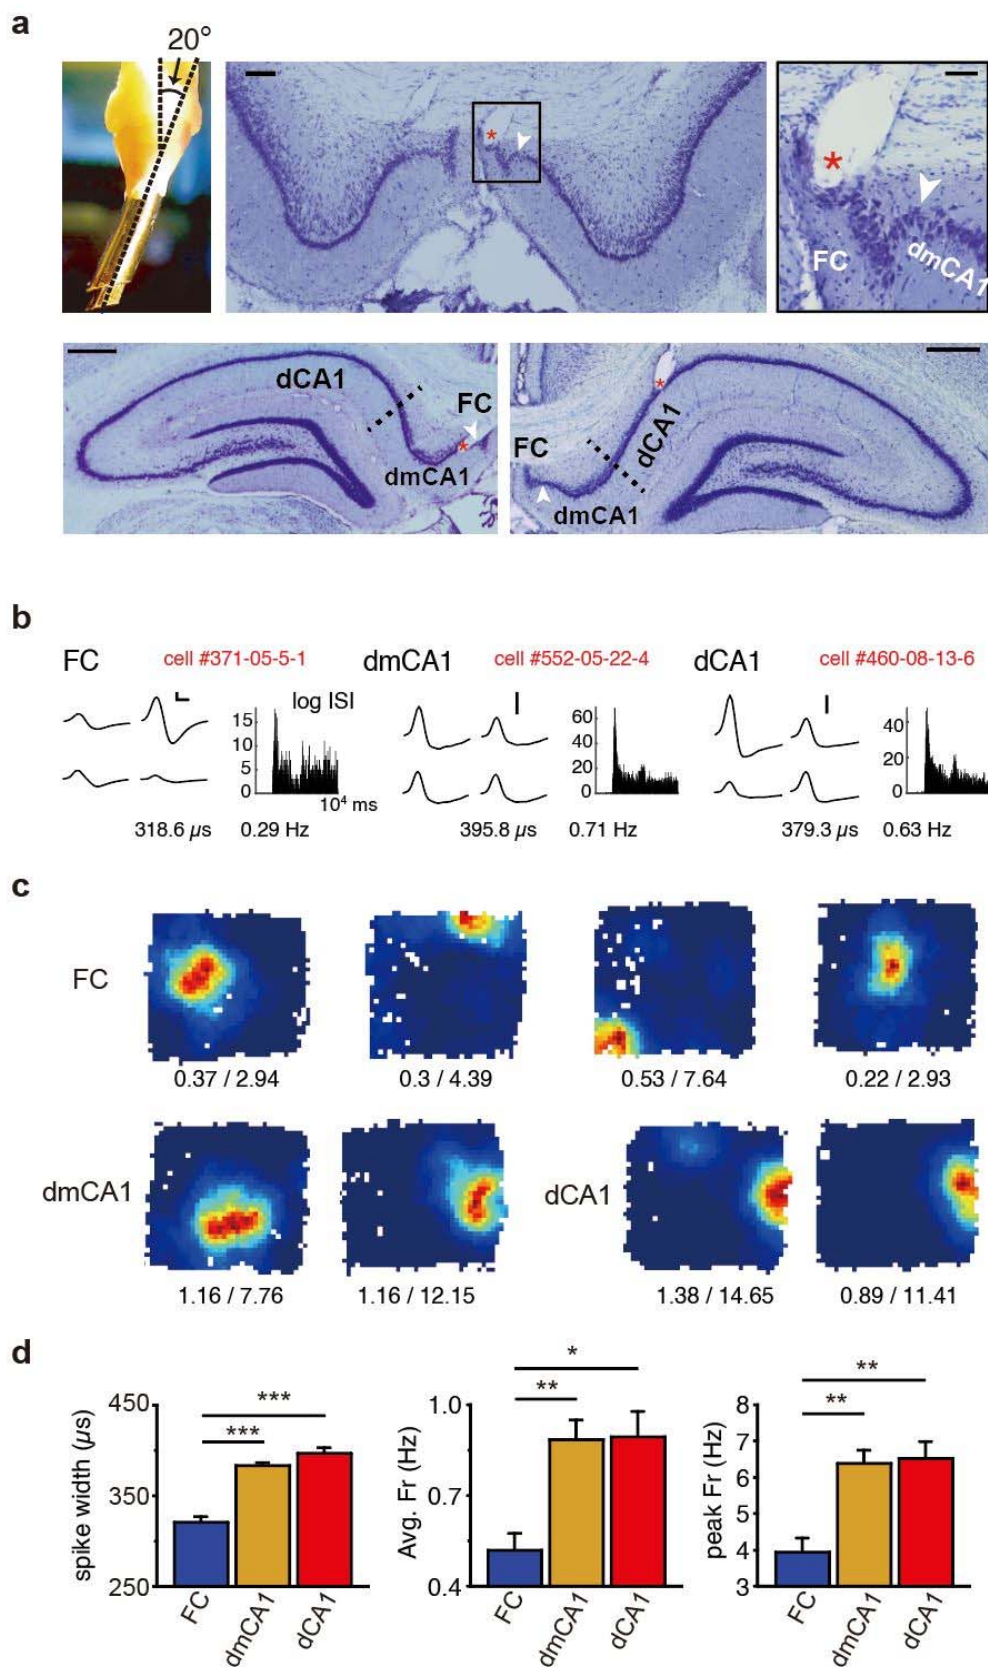 a
20°
*
*
FC
dmCA1
dCA1
FC
*
dmCA1
*
FC
dCA1
dmCA1
b
FC
cell #371-05-5-1
dmCA1
cell #552-05-22-4
dCA1
cell #460-08-13-6
log ISI
15
10
5
0
10⁴ ms
60
40
20
0
40
20
0
318.6 µs
0.29 Hz
395.8 µs
0.71 Hz
379.3 µs
0.63 Hz
c
FC
0.37 / 2.94
0.3 / 4.39
0.53 / 7.64
0.22 / 2.93
dmCA1
dCA1
1.16 / 7.76
1.16 / 12.15
1.38 / 14.65
0.89 / 11.41
d
spike width (µs)
450
350
250
***
***
FC
dmCA1
dCA1
Avg. Fr (Hz)
1.0
0.7
0.4
*
**
FC
dmCA1
dCA1
peak Fr (Hz)
8
7
6
5
4
3
**
**
FC
dmCA1
dCA1